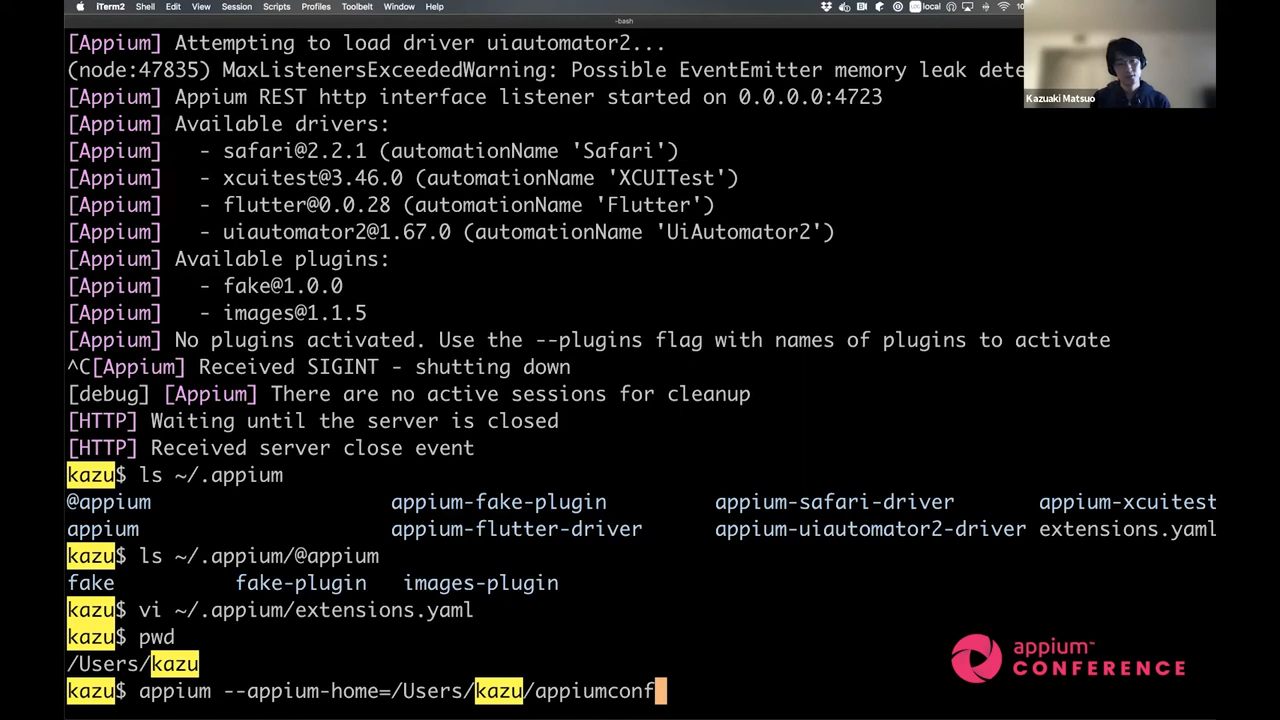 iTerm2 Shell Edit View Session Scripts Profiles Toolbelt Window Help local
-bash
[Appium] Attempting to load driver uiautomator2...
(node:47835) MaxListenersExceededWarning: Possible EventEmitter memory leak
[Appium] Appium REST http interface listener started on 0.0.0.0:4723
[Appium] Available drivers:
[Appium]   - safari@2.2.1 (automationName 'Safari')
[Appium]   - xcuitest@3.46.0 (automationName 'XCUITest')
[Appium]   - flutter@0.0.28 (automationName 'Flutter')
[Appium]   - uiautomator2@1.67.0 (automationName 'UiAutomator2')
[Appium] Available plugins:
[Appium]   - fake@1.0.0
[Appium]   - images@1.1.5
[Appium] No plugins activated. Use the --plugins flag with names of plugins to activate
^C[Appium] Received SIGINT - shutting down
[debug] [Appium] There are no active sessions for cleanup
[HTTP] Waiting until the server is closed
[HTTP] Received server close event
kazu$ ls ~/.appium
@appium appium-fake-plugin appium-safari-driver appium-xcuitest
appium appium-flutter-driver appium-uiautomator2-driver extensions.yaml
kazu$ ls ~/.appium/@appium
fake fake-plugin images-plugin
kazu$ vi ~/.appium/extensions.yaml
kazu$ pwd
/Users/kazu
kazu$ appium --appium-home=/Users/kazu/appiumconf
Kazuaki Matsuo
appium™
CONFERENCE